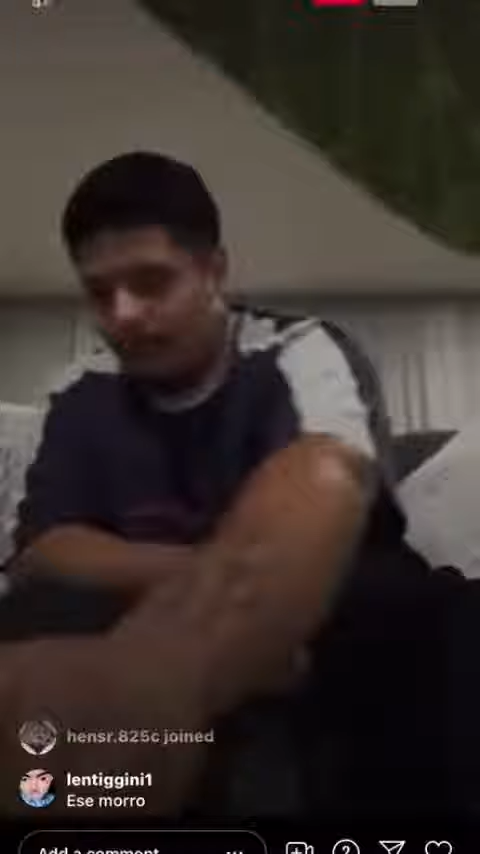 hensr.825c joined
lentiggini1
Ese morro
Add a comment...